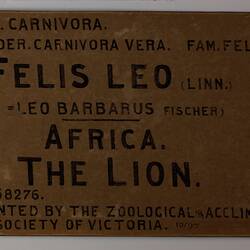 . CARNIVORA.
DER. CARNIVORA VERA. FAM. FEL
FELIS LEO (LINN.)
=LEO BARBARUS FISCHER)
AFRICA.
THE LION.
58276.
NTED BY THE ZOOLOGICAL & ACCLIM
SOCIETY OF VICTORIA.